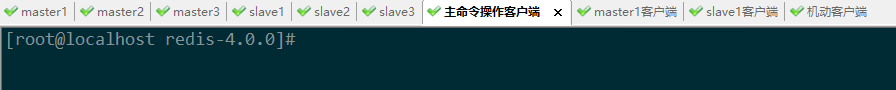 master1 master2 master3 slave1 slave2 slave3 主命令操作客户端 × master1客户端 slave1客户端 机动客户端
[root@localhost redis-4.0.0]#